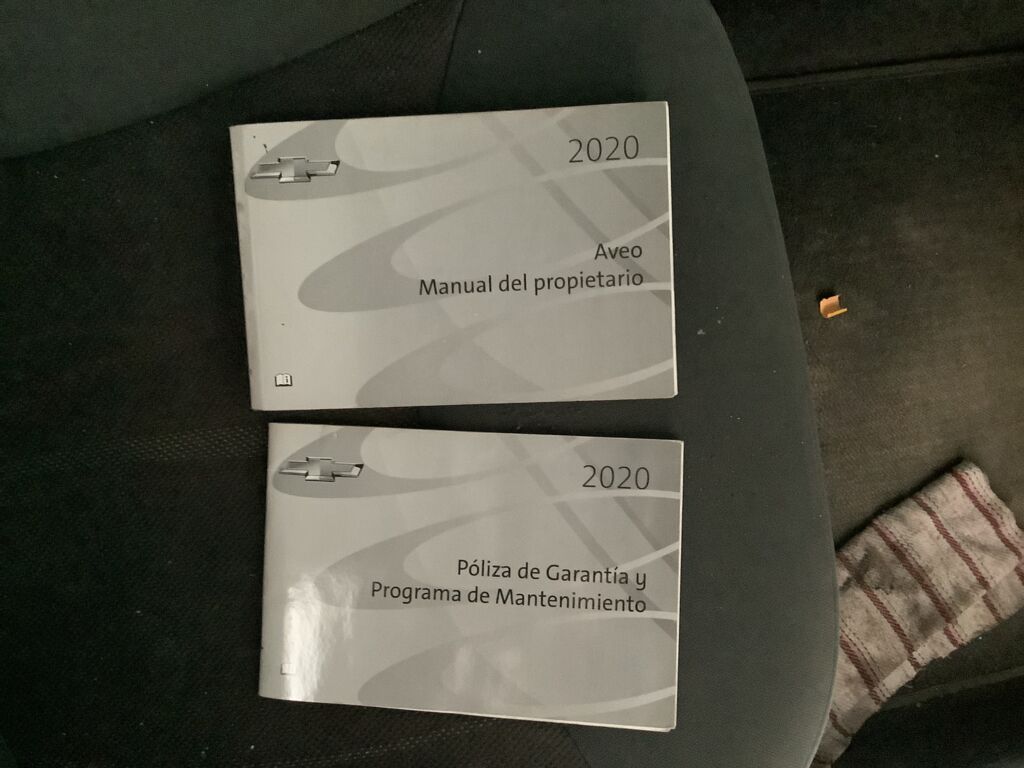 2020
Aveo
Manual del propietario
2020
Póliza de Garantía y
Programa de Mantenimiento